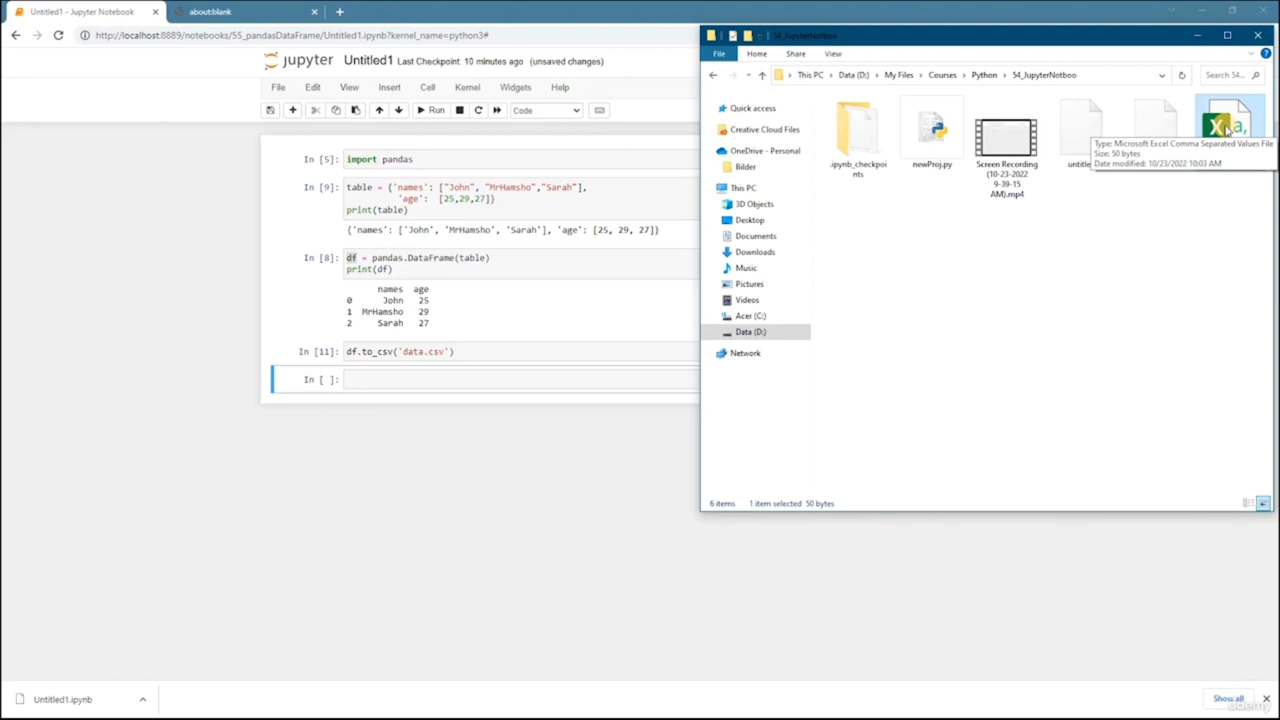 Untitled1 - Jupyter Notebook
about:blank
http://localhost:8889/notebooks/55_pandasDataFrame/Untitled1.ipynb?kernel_name=python3#
jupyter Untitled1 Last Checkpoint: 10 minutes ago (unsaved changes)
File Edit View Insert Cell Kernel Widgets Help
Run Code
In [5]: import pandas
In [9]: table = {'names': ["John", "MrHamsho","Sarah"],
'age': [25,29,27]}
print(table)
{'names': ['John', 'MrHamsho', 'Sarah'], 'age': [25, 29, 27]}
In [8]: df = pandas.DataFrame(table)
print(df)
names age
0 John 25
1 MrHamsho 29
2 Sarah 27
In [11]: df.to_csv('data.csv')
In [ ]:
54_JupyterNotboo
File Home Share View
This PC Data (D:) My Files Courses Python 54_JupyterNotboo
Search 54...
Quick access
Creative Cloud Files
OneDrive - Personal
Bilder
This PC
3D Objects
Desktop
Documents
Downloads
Music
Pictures
Videos
Acer (C:)
Data (D:)
Network
.ipynb_checkpoi
nts
newProj.py
Screen Recording
(10-23-2022
9-39-15
AM).mp4
untitle
a,
Type: Microsoft Excel Comma Separated Values File
Size: 50 bytes
Date modified: 10/23/2022 10:03 AM
6 items 1 item selected 50 bytes
Untitled1.ipynb
Show all
udemy